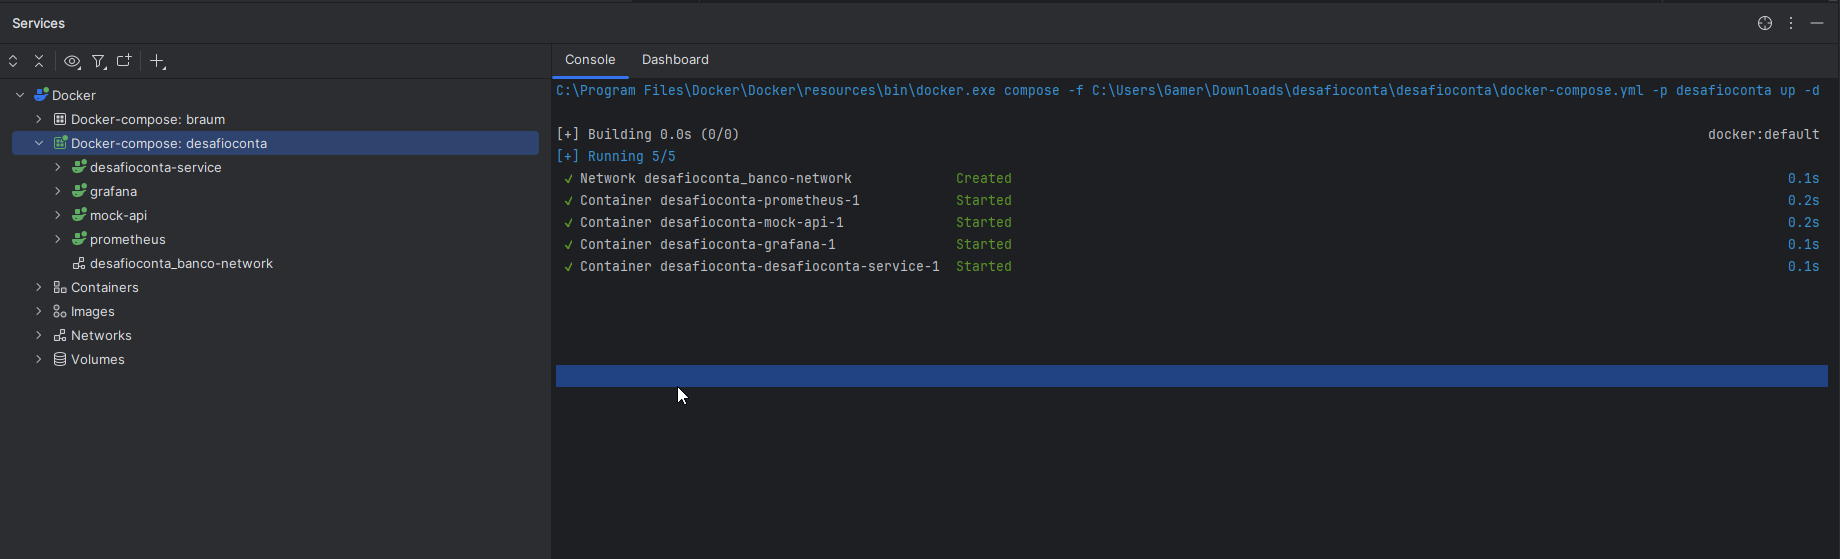 Services
Console Dashboard
Docker
Docker-compose: braum
Docker-compose: desafioconta
desafioconta-service
grafana
mock-api
prometheus
desafioconta_banco-network
Containers
Images
Networks
Volumes
C:\Program Files\Docker\Docker\resources\bin\docker.exe compose -f C:\Users\Gamer\Downloads\desafioconta\desafioconta\docker-compose.yml -p desafioconta up -d
[+] Building 0.0s (0/0) docker:default
[+] Running 5/5
✓ Network desafioconta_banco-network Created 0.1s
✓ Container desafioconta-prometheus-1 Started 0.2s
✓ Container desafioconta-mock-api-1 Started 0.2s
✓ Container desafioconta-grafana-1 Started 0.1s
✓ Container desafioconta-desafioconta-service-1 Started 0.1s